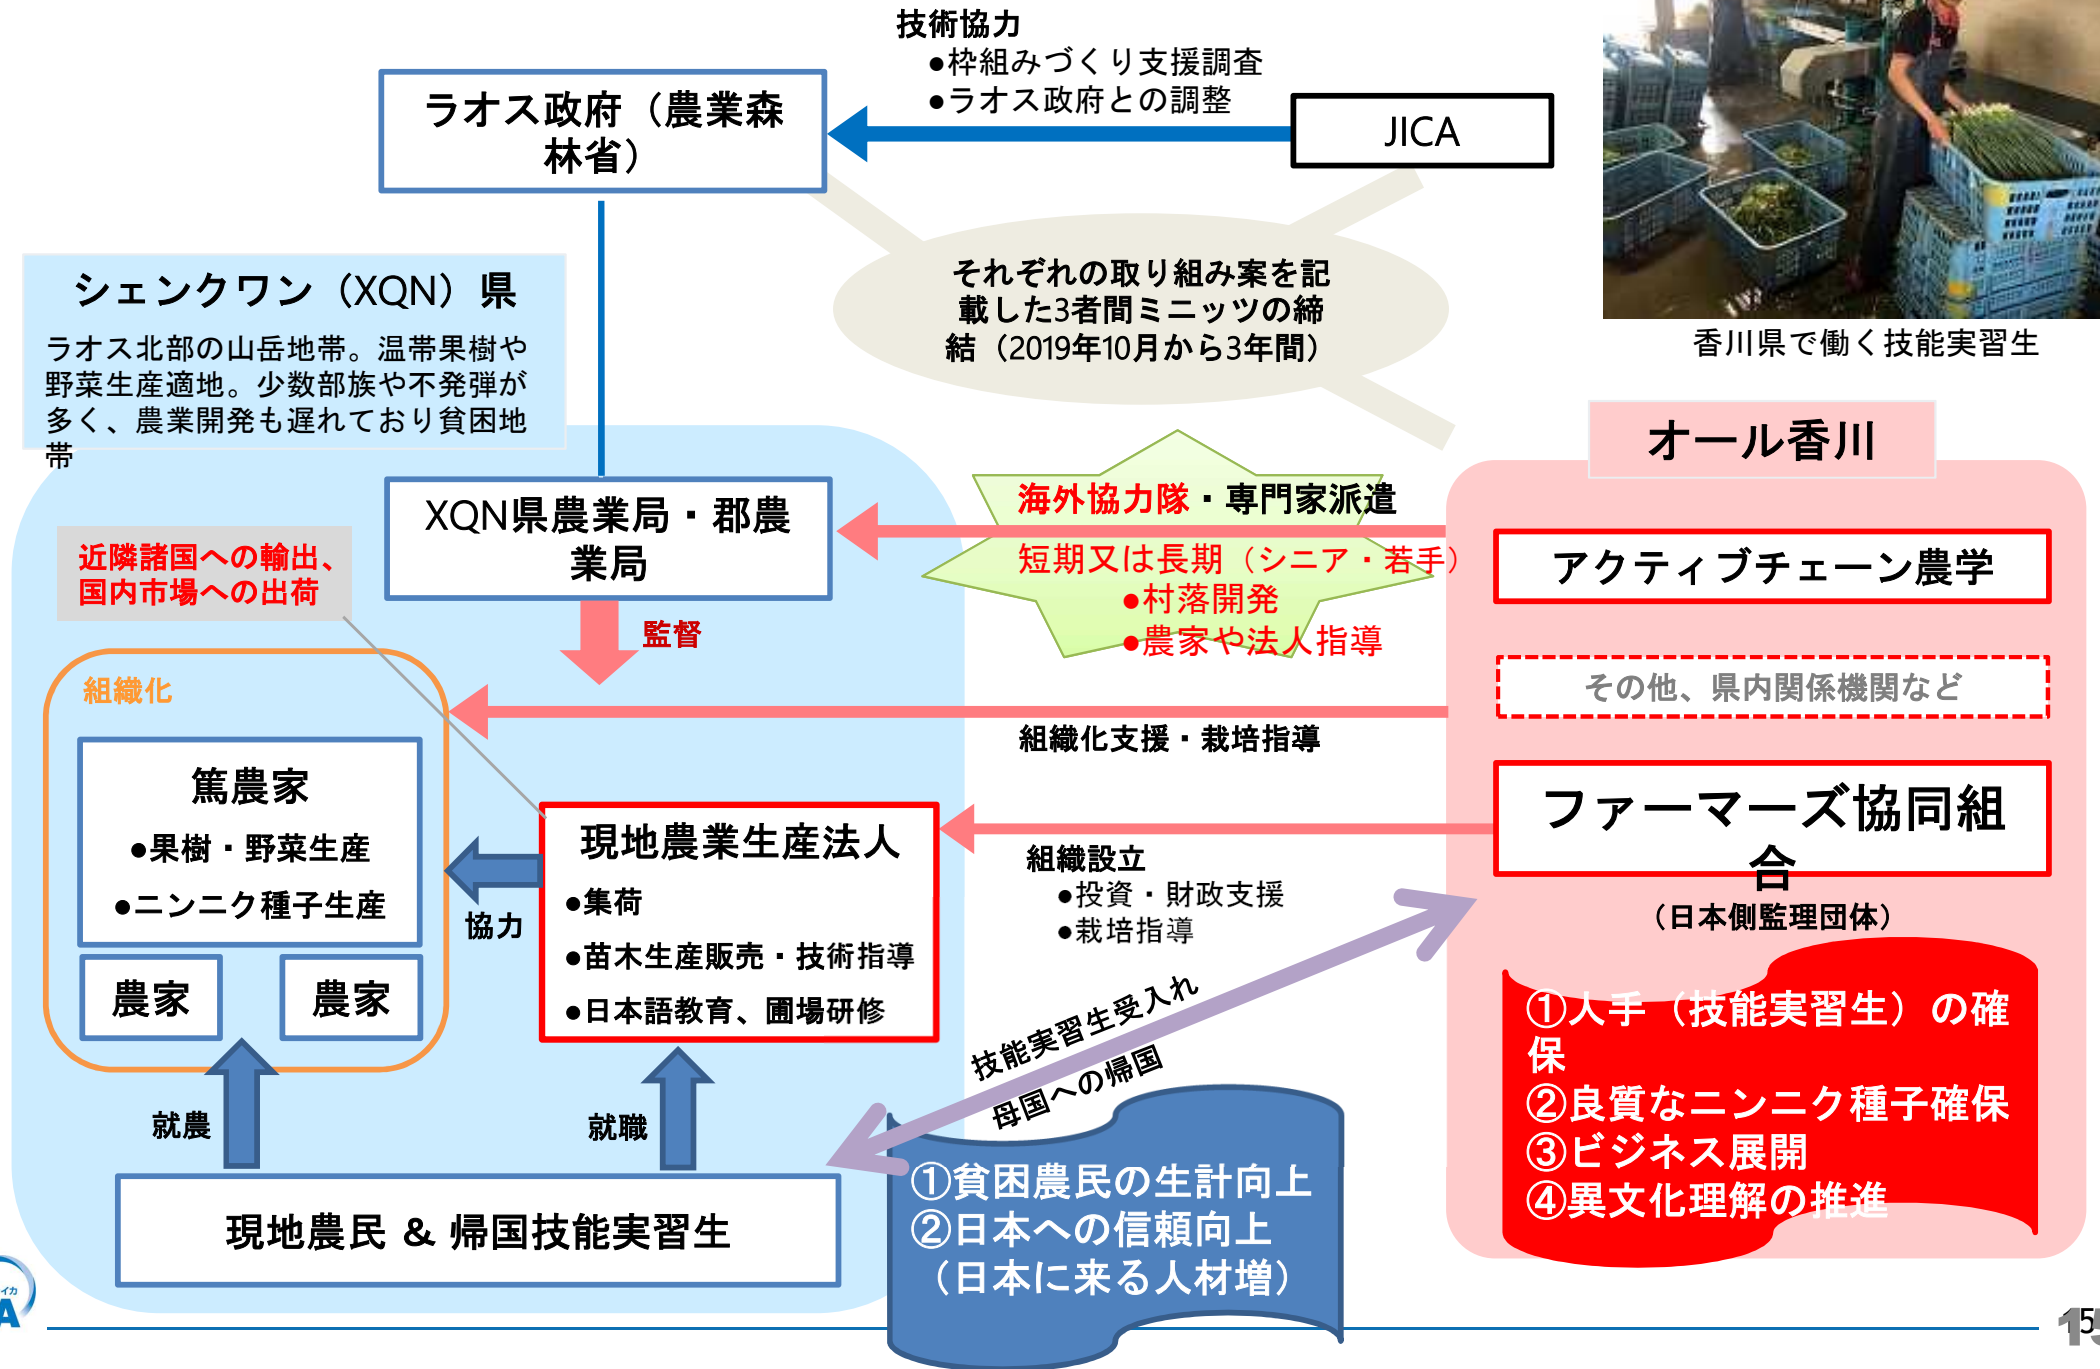 技術協力
●枠組みづくり支援調査
●ラオス政府との調整
ラオス政府（農業森
林省）
JICA
それぞれの取り組み案を記
載した3者間ミニッツの締
結（2019年10月から3年間）
香川県で働く技能実習生
シェンクワン（XQN）県
ラオス北部の山岳地帯。温帯果樹や
野菜生産適地。少数部族や不発弾が
多く、農業開発も遅れており貧困地
帯
オール香川
XQN県農業局・郡農
業局
海外協力隊・専門家派遣
短期又は長期（シニア・若手）
●村落開発
●農家や法人指導
アクティブチェーン農学
近隣諸国への輸出、
国内市場への出荷
監督
その他、県内関係機関など
組織化
組織化支援・栽培指導
篤農家
●果樹・野菜生産
●ニンニク種子生産
農家
農家
協力
現地農業生産法人
●集荷
●苗木生産販売・技術指導
●日本語教育、圃場研修
組織設立
●投資・財政支援
●栽培指導
ファーマーズ協同組
合
（日本側監理団体）
技能実習生受入れ
母国への帰国
①人手（技能実習生）の確
保
②良質なニンニク種子確保
③ビジネス展開
④異文化理解の推進
就農
就職
現地農民 & 帰国技能実習生
①貧困農民の生計向上
②日本への信頼向上
（日本に来る人材増）
イカ
A
15